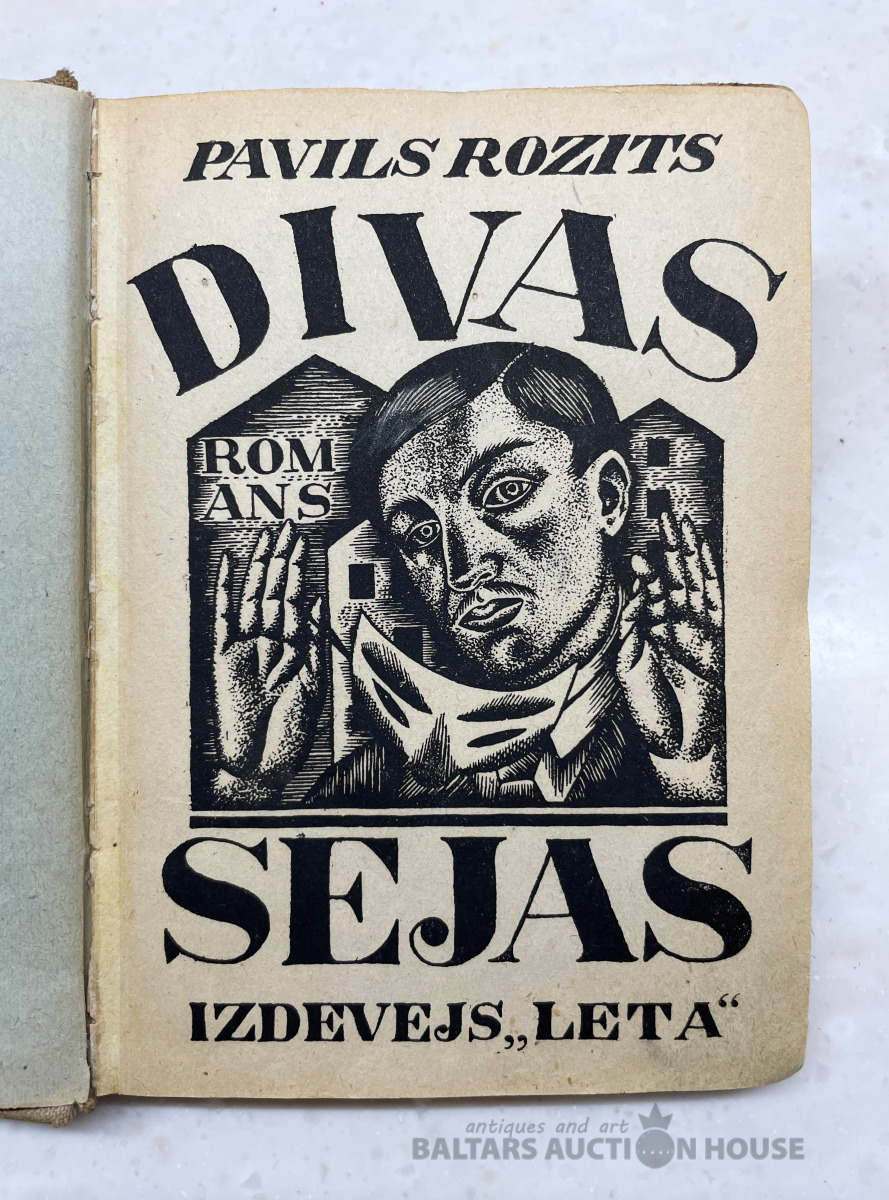 PAVILS ROZITS
DIVAS
ROM
ANS
SEJAS
IZDEVEJS „LETA“
antiques and art
BALTARS AUCTION HOUSE